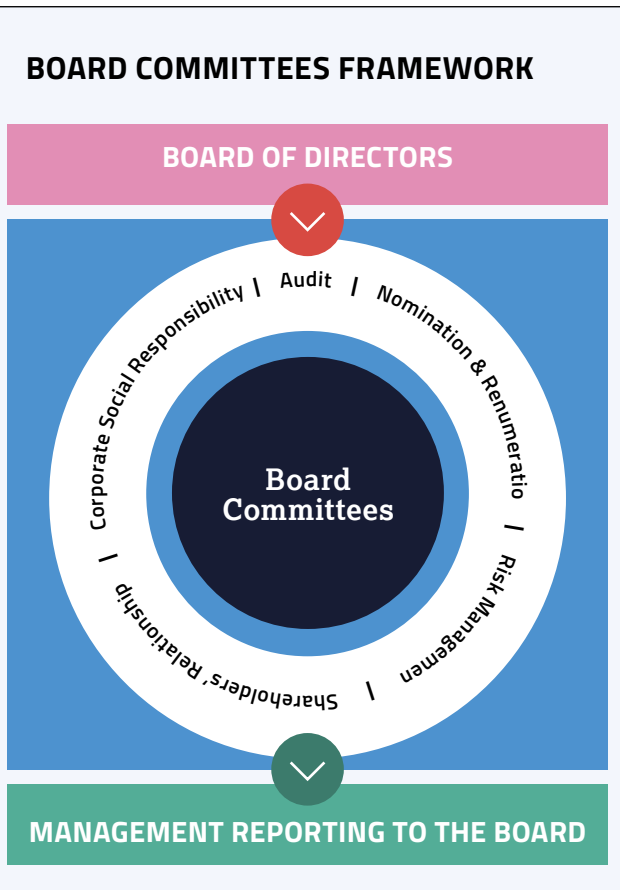 BOARD COMMITTEES FRAMEWORK
BOARD OF DIRECTORS
Audit
Nomination & Renumeratio
Risk Managemen
Shareholders' Relationship
Corporate Social Responsibility
Board
Committees
MANAGEMENT REPORTING TO THE BOARD